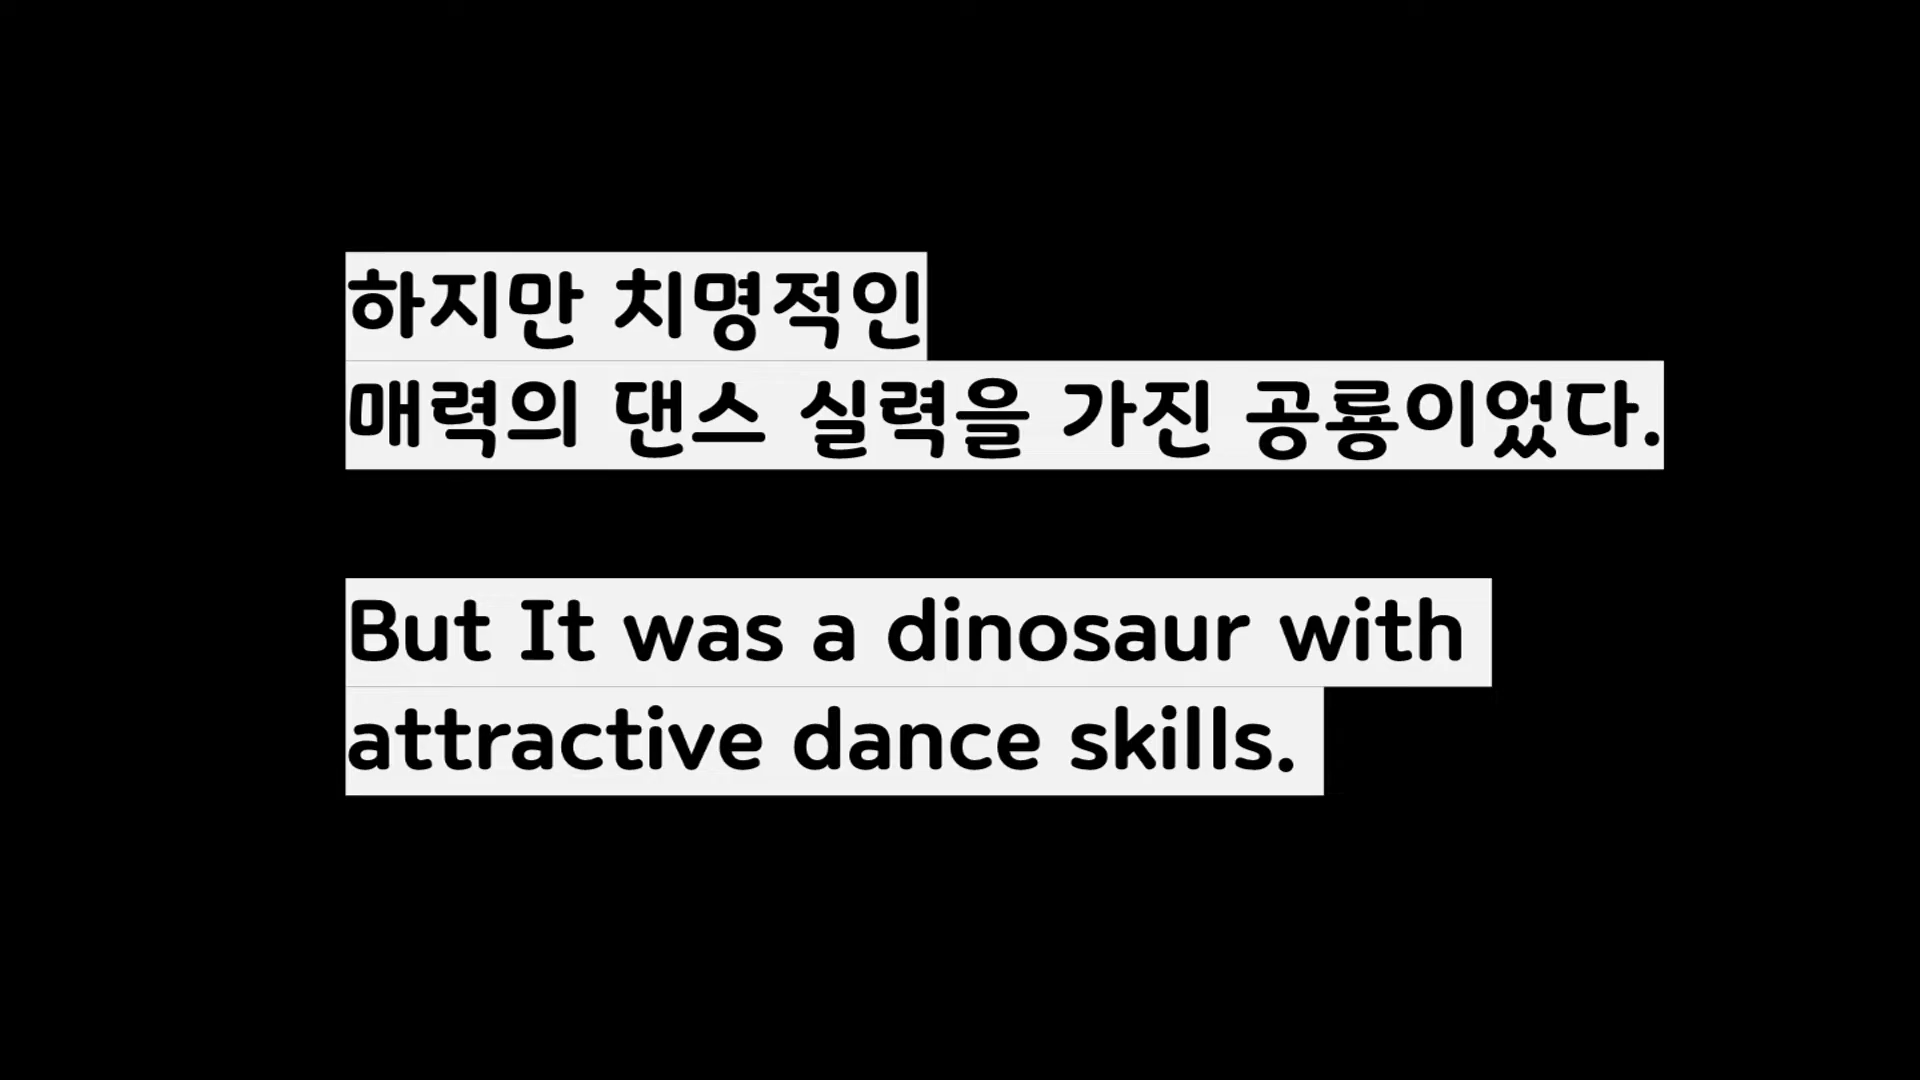 하지만 치명적인
매력의 댄스 실력을 가진 공룡이었다.
But It was a dinosaur with
attractive dance skills.